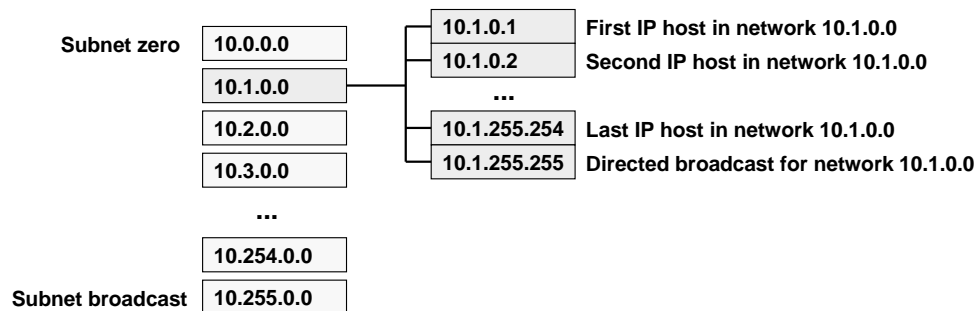 Subnet zero
10.0.0.0
10.1.0.0
10.2.0.0
10.3.0.0
...
10.254.0.0
Subnet broadcast
10.255.0.0
10.1.0.1 First IP host in network 10.1.0.0
10.1.0.2 Second IP host in network 10.1.0.0
...
10.1.255.254 Last IP host in network 10.1.0.0
10.1.255.255 Directed broadcast for network 10.1.0.0